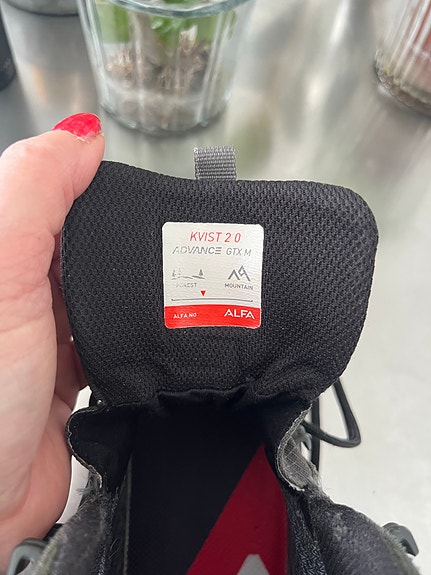 KVIST 2.0
ADVANCE GTX M
FOREST MOUNTAIN
ALFA.NO ALFA